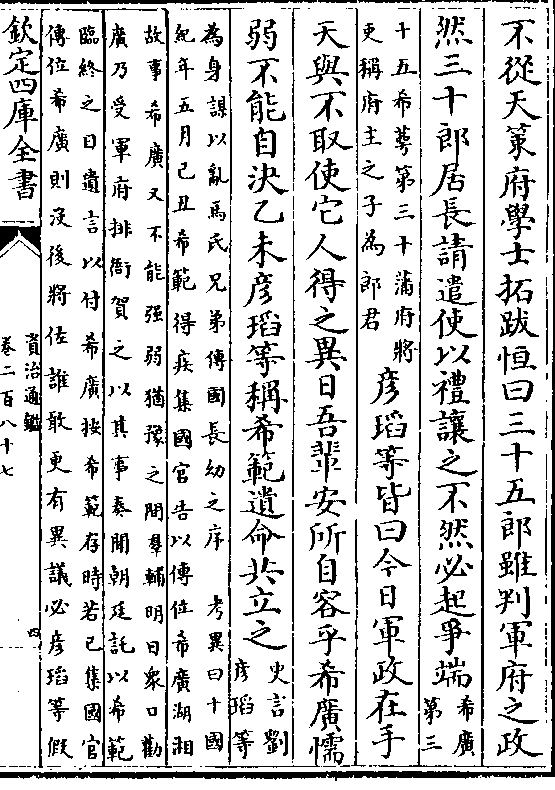 不從天策府學士拓跋恒曰三十五郎雖判軍府之政
然三十郎居長請遣使以禮讓之不然必起爭端希廣第三
十五希萼第三十蒲府將吏稱府主之子為郎君彦瑫等皆曰今日軍政在手
天與不取使它人得之異日吾輩安所自容乎希廣懦
弱不能自決乙未彦瑫等稱希範遺命共立之史言劉彦瑫等
為身謀以亂馬氏兄弟傳國長幼之序　考異曰十國
紀年五月己丑希範得疾集國官告以傳位希廣湖湘
故事希廣又不能强弱猶豫之間羣輔明日衆口勸
廣乃受軍府排衙賀之以其事奏聞朝廷託以希範
臨終之日遺言以付希廣按希範存時若已集國官
傳位希廣則沒後將佐誰敢更有異議必彦瑫等假
欽定四庫全書
資治通鑑
卷二百八十七
四